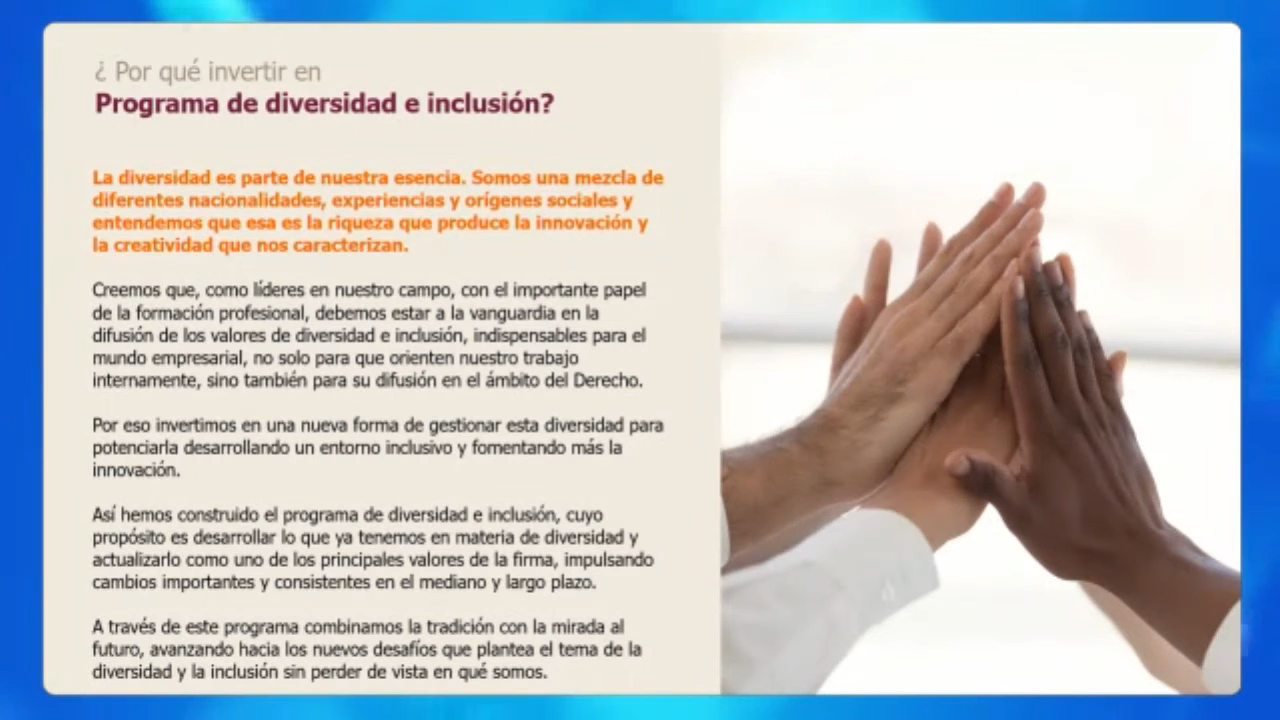 ¿ Por qué invertir en
Programa de diversidad e inclusión?
La diversidad es parte de nuestra esencia. Somos una mezcla de
diferentes nacionalidades, experiencias y orígenes sociales y
entendemos que esa es la riqueza que produce la innovación y
la creatividad que nos caracterizan.
Creemos que, como líderes en nuestro campo, con el importante papel
de la formación profesional, debemos estar a la vanguardia en la
difusión de los valores de diversidad e inclusión, indispensables para el
mundo empresarial, no solo para que orienten nuestro trabajo
internamente, sino también para su difusión en el ámbito del Derecho.
Por eso invertimos en una nueva forma de gestionar esta diversidad para
potenciarla desarrollando un entorno inclusivo y fomentando más la
innovación.
Así hemos construido el programa de diversidad e inclusión, cuyo
propósito es desarrollar lo que ya tenemos en materia de diversidad y
actualizarlo como uno de los principales valores de la firma, impulsando
cambios importantes y consistentes en el mediano y largo plazo.
A través de este programa combinamos la tradición con la mirada al
futuro, avanzando hacia los nuevos desafíos que plantea el tema de la
diversidad y la inclusión sin perder de vista en qué somos.